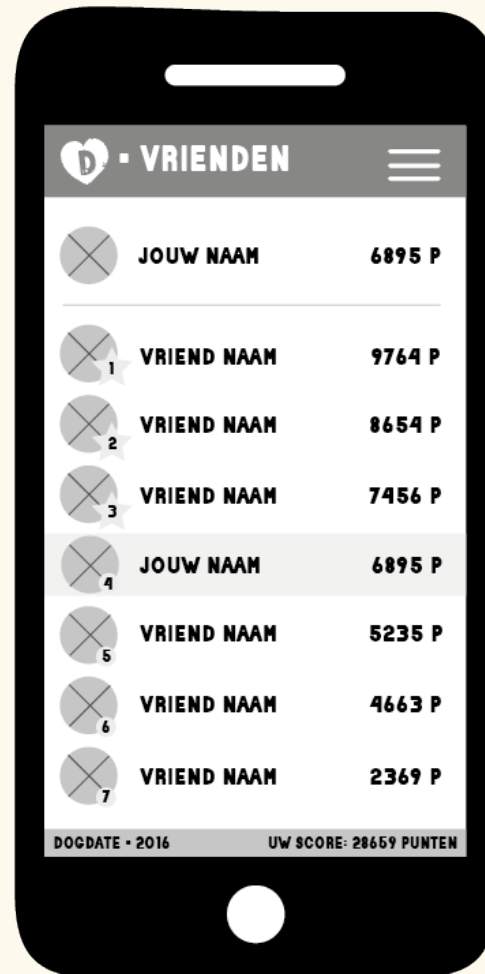 D · VRIENDEN
JOUW NAAM 6895 P
1 VRIEND NAAM 9764 P
2 VRIEND NAAM 8654 P
3 VRIEND NAAM 7456 P
4 JOUW NAAM 6895 P
5 VRIEND NAAM 5235 P
6 VRIEND NAAM 4663 P
7 VRIEND NAAM 2369 P
DOGDATE · 2016 UW SCORE: 28659 PUNTEN